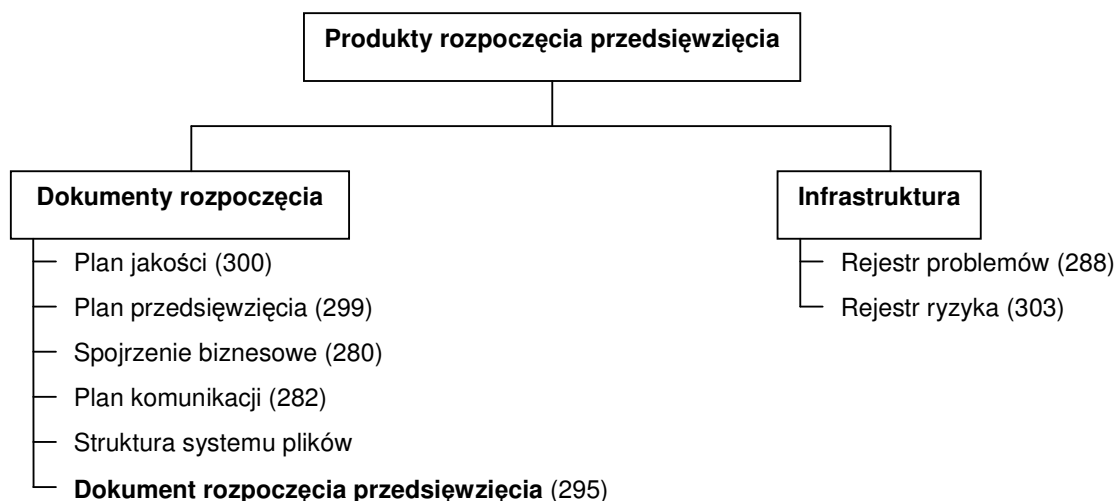 Produkty rozpoczęcia przedsięwzięcia
Dokumenty rozpoczęcia
Plan jakości (300)
Plan przedsięwzięcia (299)
Spojrzenie biznesowe (280)
Plan komunikacji (282)
Struktura systemu plików
Dokument rozpoczęcia przedsięwzięcia (295)
Infrastruktura
Rejestr problemów (288)
Rejestr ryzyka (303)